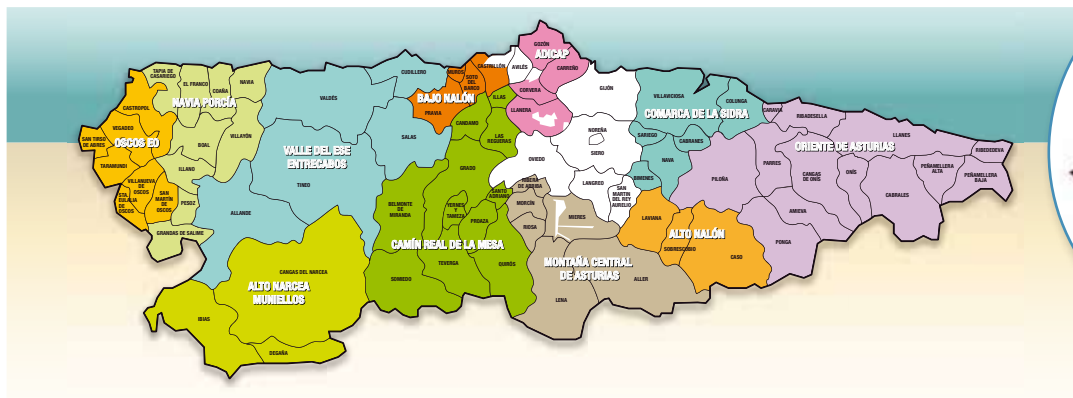 GOZÓN
ADICAP
CARREÑO
AVILÉS
CORVERA
LLANERA
TAPIA DE
CASARIEGO
EL FRANCO
COAÑA
NAVIA
NAVIA PORCÍA
VILLAYÓN
BOAL
ILLANO
PESOZ
GRANDAS DE SALIME
CASTROPOL
VEGADEO
OSCOS EO
SAN TIRSO
DE ABRES
TARAMUNDI
VILLANUEVA
DE
OSCOS
STA.
EULALIA
DE
OSCOS
SAN
MARTÍN
DE OSCOS
CUDILLERO
VALDÉS
SALAS
VALLE DEL ESE
ENTRECABOS
TINEO
ALLANDE
MUROS
SOTO
DEL
BARCO
CASTRILLÓN
BAJO NALÓN
PRAVIA
ILLAS
CANDAMO
LAS
REGUERAS
GRADO
BELMONTE
DE
MIRANDA
YERNES
Y
TAMEZA
PROAZA
SANTO
ADRIANO
CAMÍN REAL DE LA MESA
TEVERGA
QUIRÓS
SOMIEDO
CANGAS DEL NARCEA
ALTO NARCEA
MUNIELLOS
IBIAS
DEGAÑA
GIJÓN
NOREÑA
SIERO
OVIEDO
LANGREO
SAN
MARTIN
DEL REY
AURELIO
RIBERA
DE ARRIBA
MORCÍN
RIOSA
MIERES
MONTAÑA CENTRAL
DE ASTURIAS
LENA
ALLER
VILLAVICIOSA
COLUNGA
COMARCA DE LA SIDRA
SARIEGO
CABRANES
NAVA
BIMENES
LAVIANA
ALTO NALÓN
SOBRESCOBIO
CASO
CARAVIA
RIBADESELLA
LLANES
RIBEDEDEVA
ORIENTE DE ASTURIAS
PILOÑA
PARRES
CANGAS
DE ONÍS
ONÍS
PEÑAMELLERA
ALTA
PEÑAMELLERA
BAJA
CABRALES
AMIEVA
PONGA